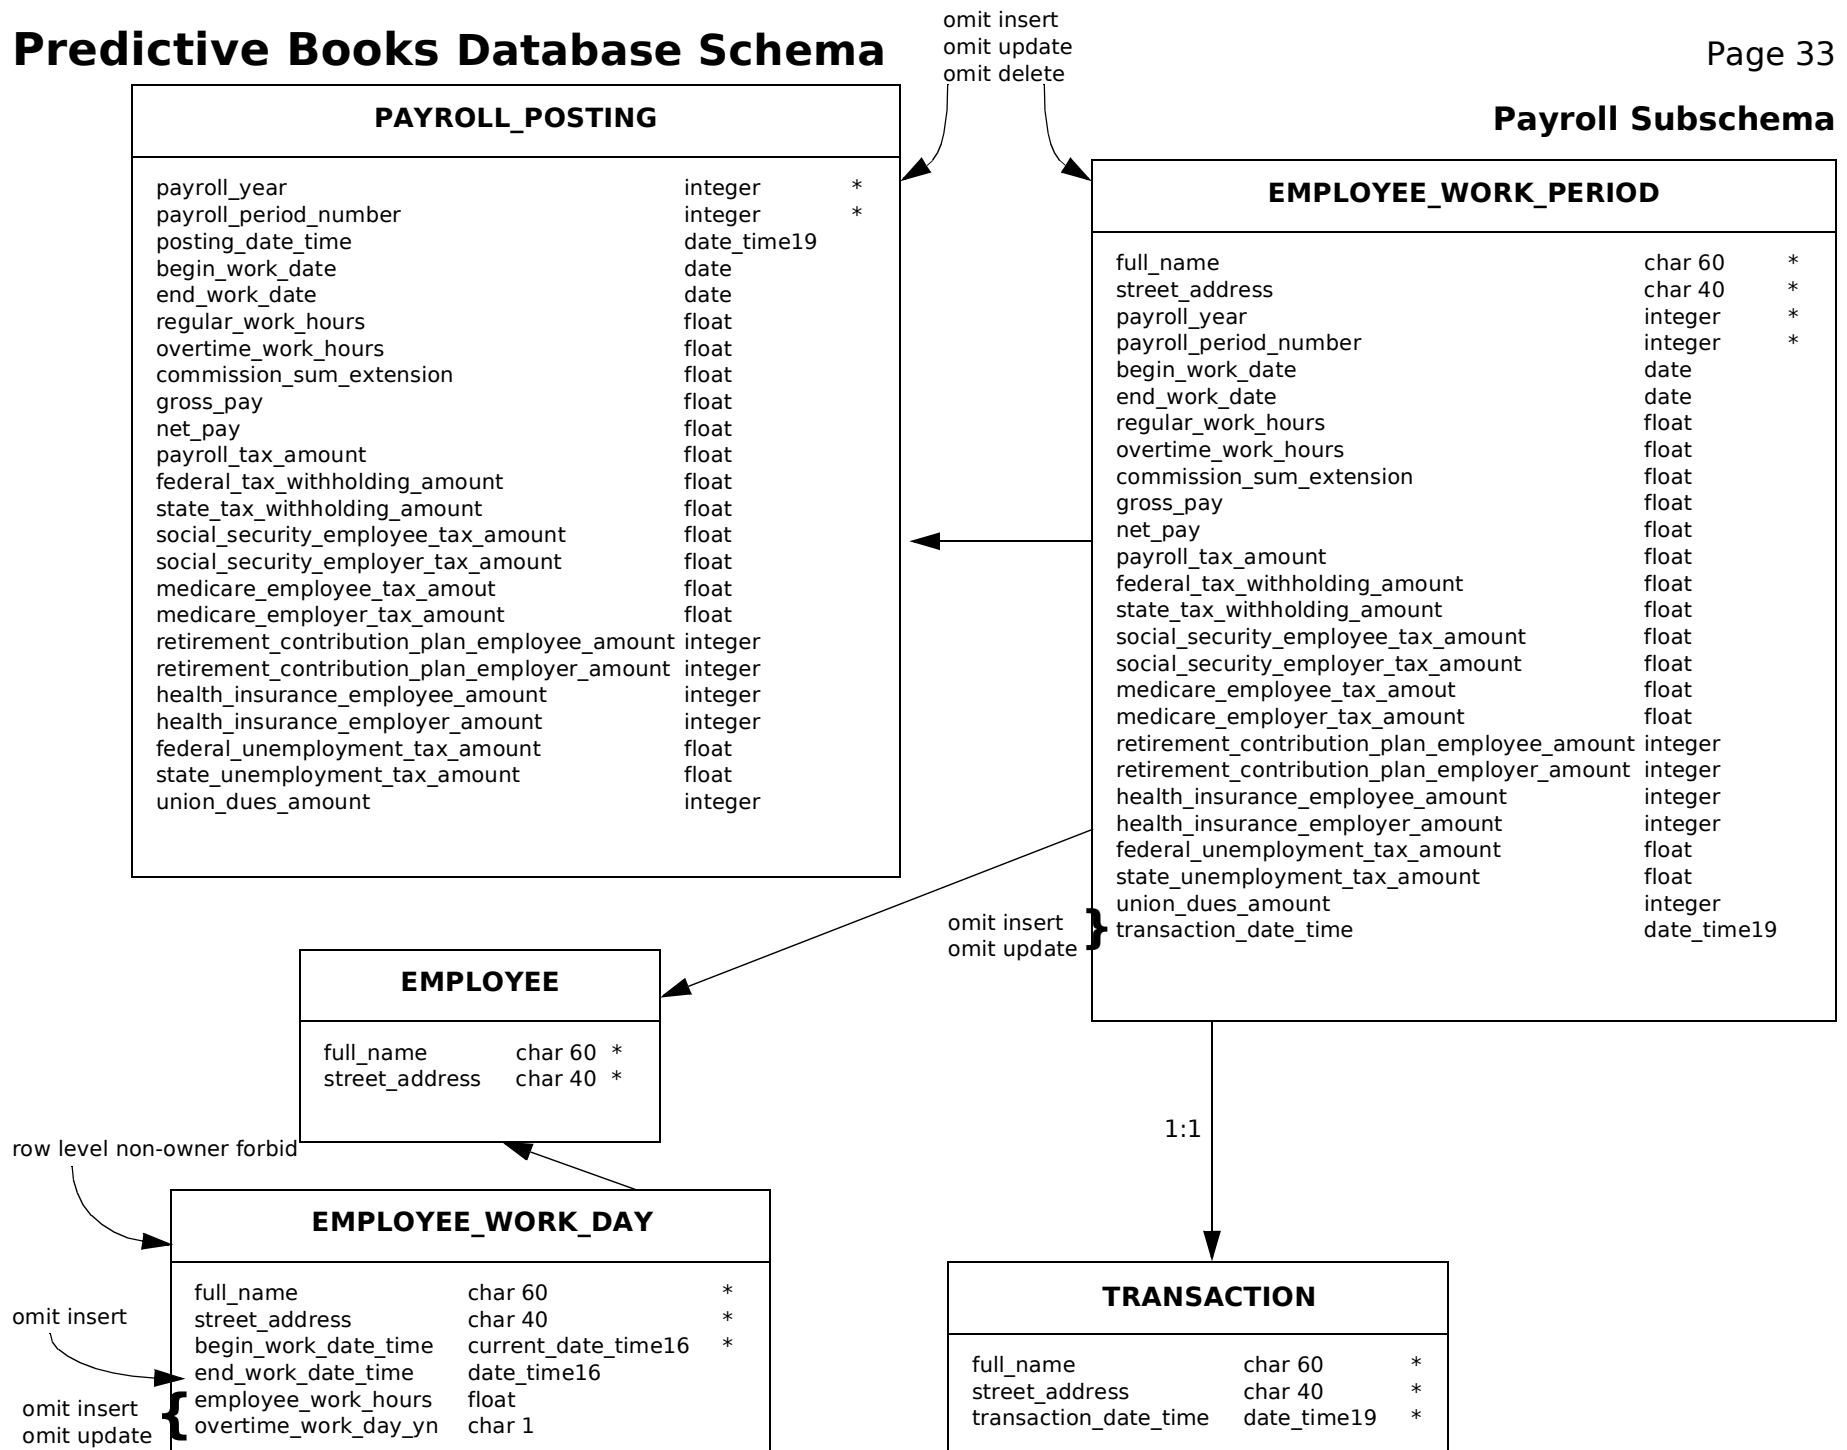 Predictive Books Database Schema
omit insert
omit update
omit delete
Page 33
Payroll Subschema
PAYROLL_POSTING
payroll_year integer *
payroll_period_number integer *
posting_date_time date_time19
begin_work_date date
end_work_date date
regular_work_hours float
overtime_work_hours float
commission_sum_extension float
gross_pay float
net_pay float
payroll_tax_amount float
federal_tax_withholding_amount float
state_tax_withholding_amount float
social_security_employee_tax_amount float
social_security_employer_tax_amount float
medicare_employee_tax_amout float
medicare_employer_tax_amount float
retirement_contribution_plan_employee_amount integer
retirement_contribution_plan_employer_amount integer
health_insurance_employee_amount integer
health_insurance_employer_amount integer
federal_unemployment_tax_amount float
state_unemployment_tax_amount float
union_dues_amount integer
EMPLOYEE_WORK_PERIOD
full_name char 60 *
street_address char 40 *
payroll_year integer *
payroll_period_number integer *
begin_work_date date
end_work_date date
regular_work_hours float
overtime_work_hours float
commission_sum_extension float
gross_pay float
net_pay float
payroll_tax_amount float
federal_tax_withholding_amount float
state_tax_withholding_amount float
social_security_employee_tax_amount float
social_security_employer_tax_amount float
medicare_employee_tax_amout float
medicare_employer_tax_amount float
retirement_contribution_plan_employee_amount integer
retirement_contribution_plan_employer_amount integer
health_insurance_employee_amount integer
health_insurance_employer_amount integer
federal_unemployment_tax_amount float
state_unemployment_tax_amount float
union_dues_amount integer
transaction_date_time date_time19
omit insert
omit update }
EMPLOYEE
full_name char 60 *
street_address char 40 *
row level non-owner forbid
1:1
EMPLOYEE_WORK_DAY
full_name char 60 *
street_address char 40 *
begin_work_date_time current_date_time16 *
end_work_date_time date_time16
employee_work_hours float
overtime_work_day_yn char 1
omit insert
omit insert
omit update {
TRANSACTION
full_name char 60 *
street_address char 40 *
transaction_date_time date_time19 *